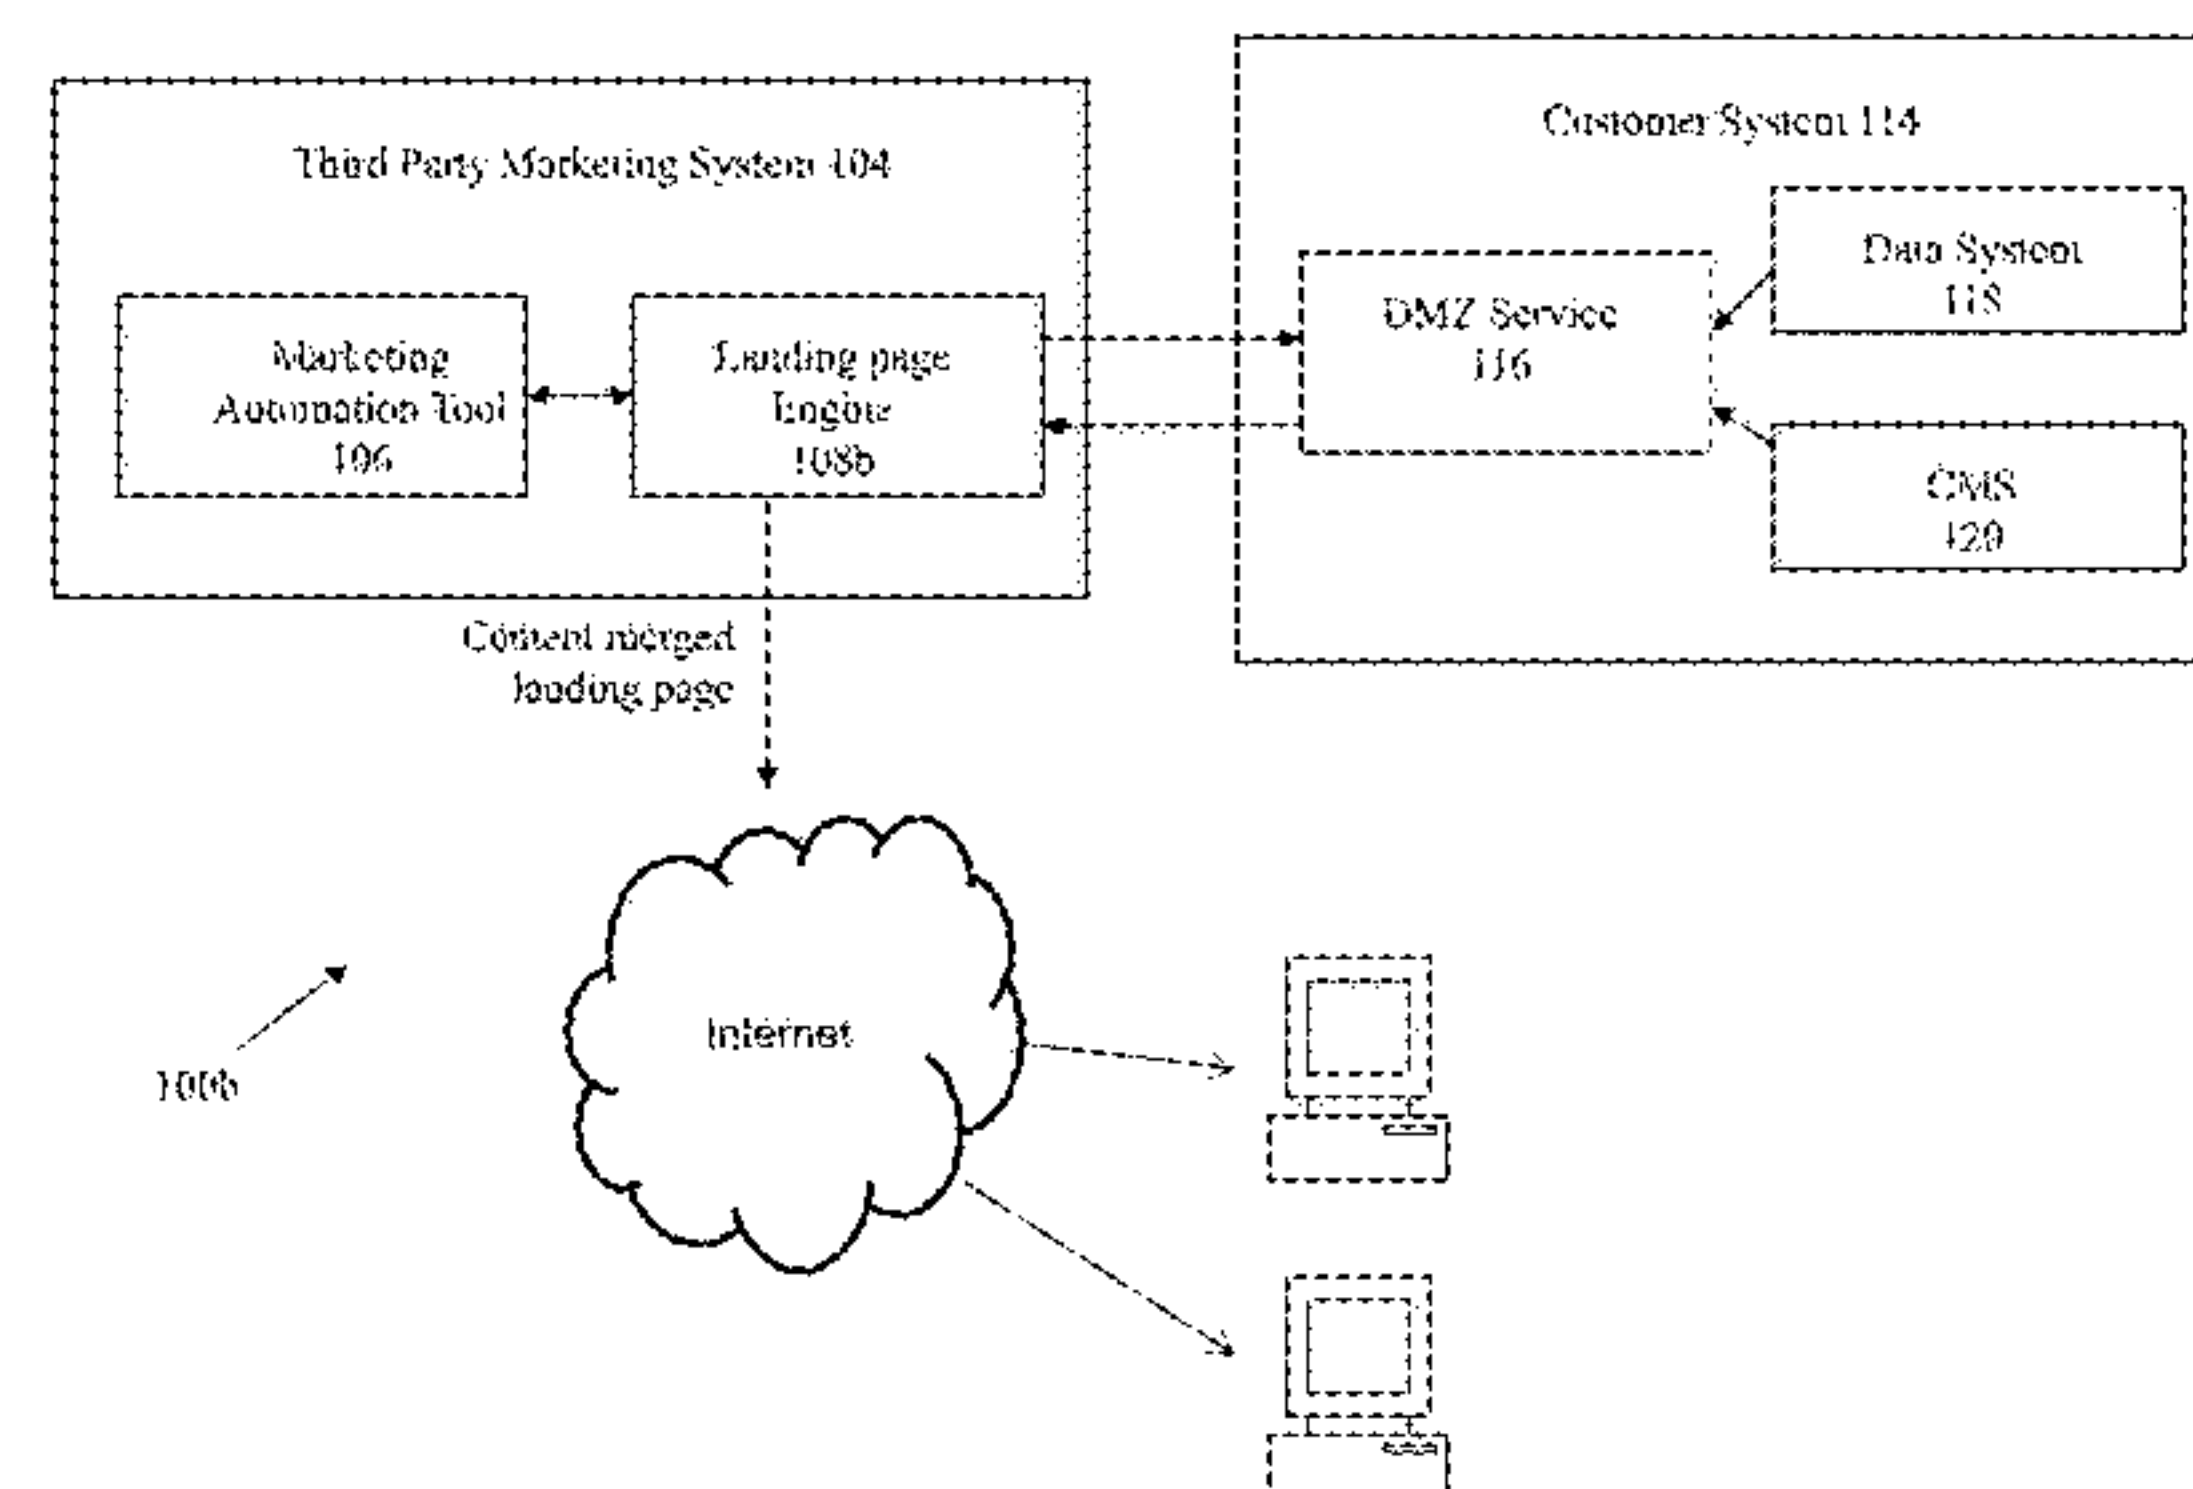 Third Party Marketing System 104
Customer System 114
Data System
118
DMZ Service
116
Marketing
Automation Tool
106
Landing page
Engine
108b
CMS
120
Content merged
landing page
Internet
100b